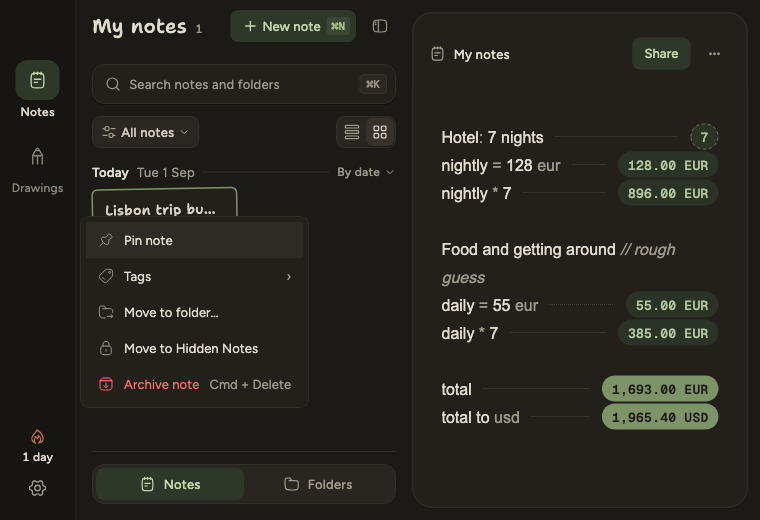 My notes 1
+ New note ⌘N
Notes
Drawings
1 day
Search notes and folders ⌘K
All notes
Today Tue 1 Sep By date
Lisbon trip bu...
Pin note
Tags
Move to folder...
Move to Hidden Notes
Archive note Cmd + Delete
Notes Folders
My notes Share
Hotel: 7 nights 7
nightly = 128 eur 128.00 EUR
nightly * 7 896.00 EUR
Food and getting around // rough
guess
daily = 55 eur 55.00 EUR
daily * 7 385.00 EUR
total 1,693.00 EUR
total to usd 1,965.40 USD